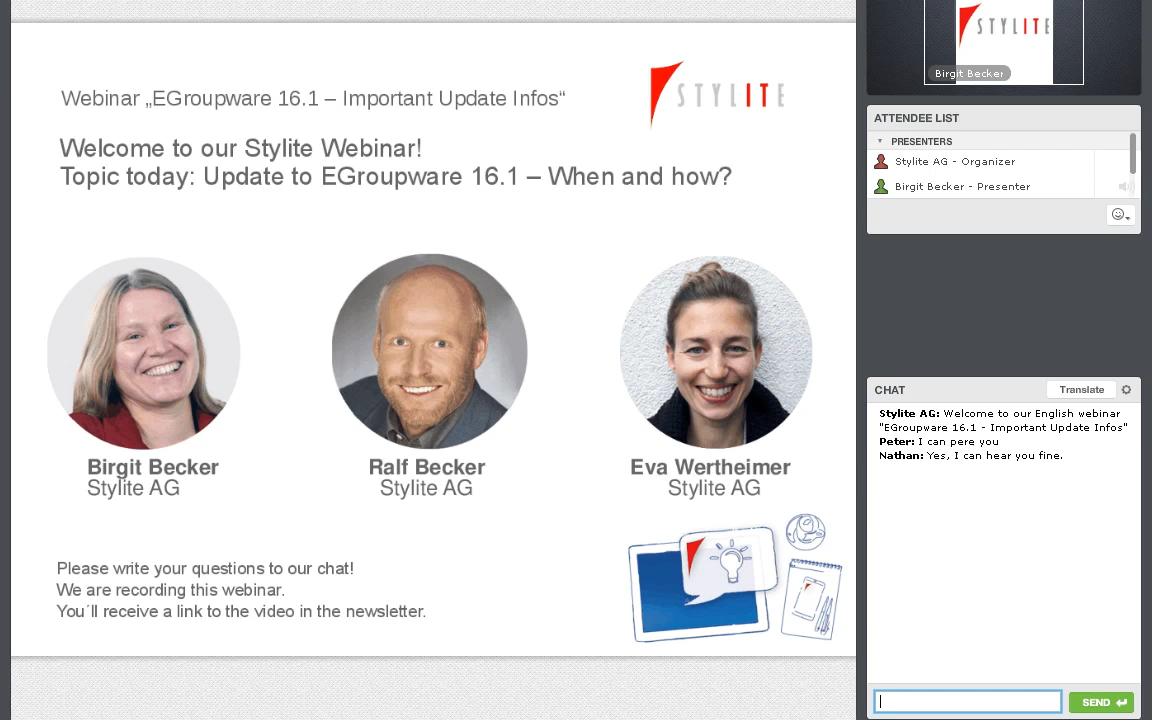 Webinar „EGroupware 16.1 – Important Update Infos“
STYLITE
Welcome to our Stylite Webinar!
Topic today: Update to EGroupware 16.1 – When and how?
Birgit Becker
Stylite AG
Ralf Becker
Stylite AG
Eva Wertheimer
Stylite AG
Please write your questions to our chat!
We are recording this webinar.
You´ll receive a link to the video in the newsletter.
STYLITE
Birgit Becker
ATTENDEE LIST
PRESENTERS
Stylite AG - Organizer
Birgit Becker - Presenter
CHAT
Translate
Stylite AG: Welcome to our English webinar
"EGroupware 16.1 - Important Update Infos"
Peter: I can pere you
Nathan: Yes, I can hear you fine.
SEND